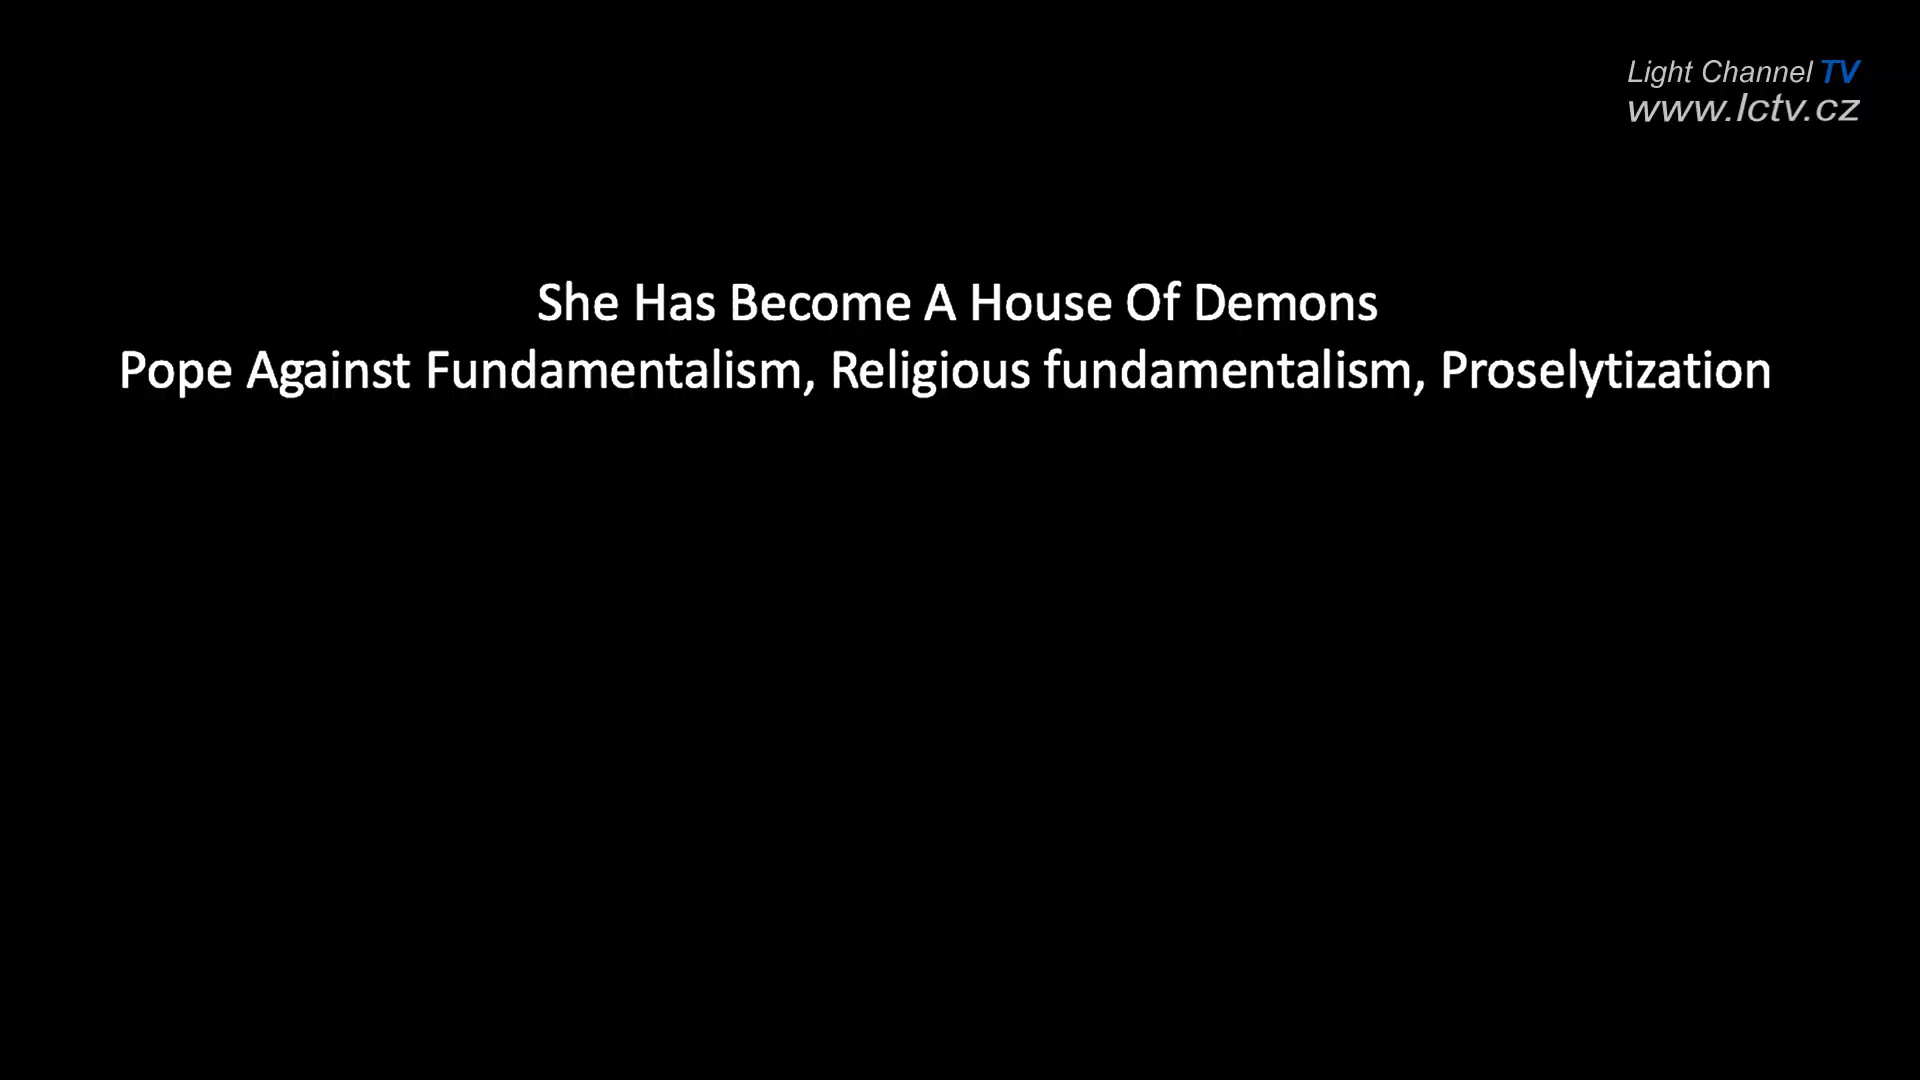 Light Channel TV
www.lctv.cz
She Has Become A House Of Demons
Pope Against Fundamentalism, Religious fundamentalism, Proselytization